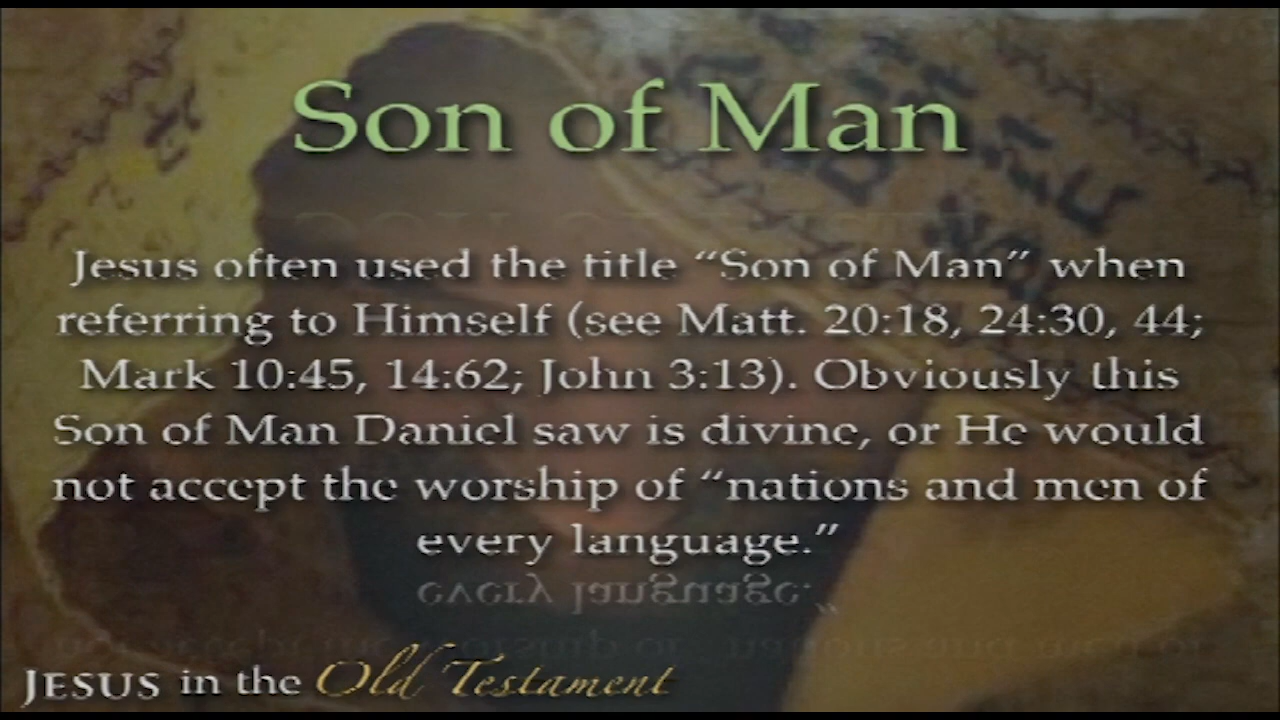 Son of Man
Jesus often used the title “Son of Man” when
referring to Himself (see Matt. 20:18, 24:30, 44;
Mark 10:45, 14:62; John 3:13). Obviously this
Son of Man Daniel saw is divine, or He would
not accept the worship of “nations and men of
every language.”
JESUS in the Old Testament